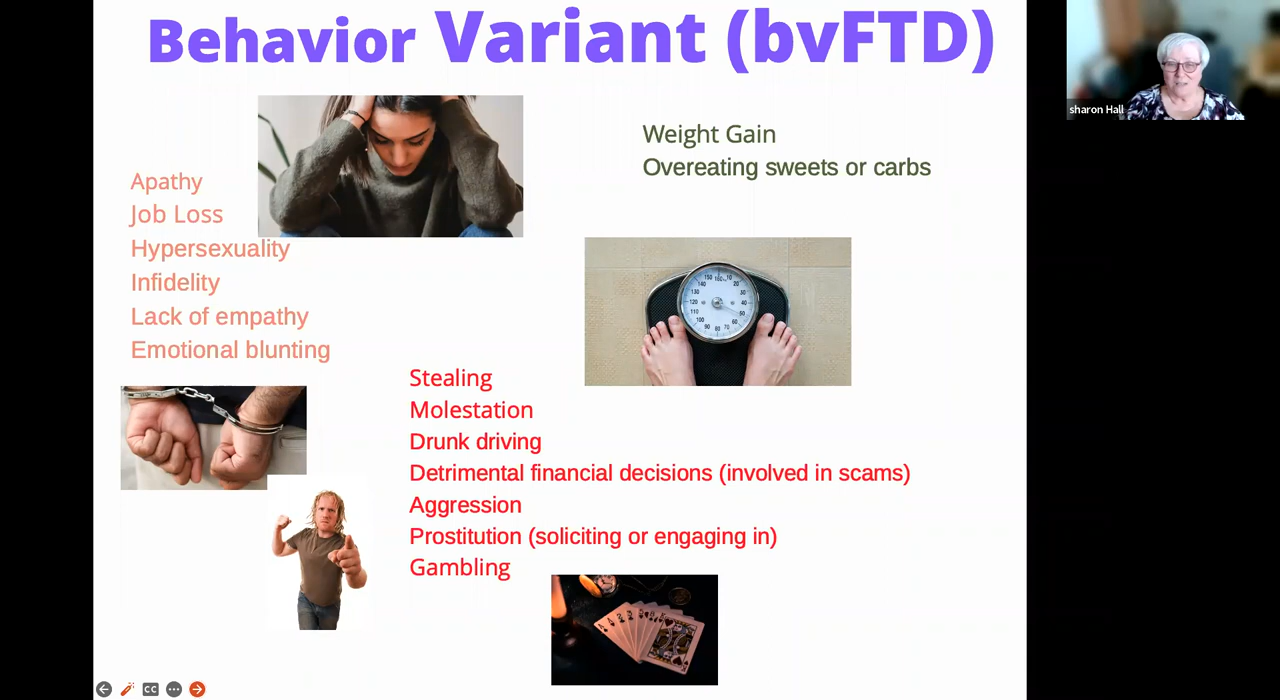 Behavior Variant (bvFTD)
sharon Hall
Weight Gain
Overeating sweets or carbs
Apathy
Job Loss
Hypersexuality
Infidelity
Lack of empathy
Emotional blunting
Stealing
Molestation
Drunk driving
Detrimental financial decisions (involved in scams)
Aggression
Prostitution (soliciting or engaging in)
Gambling
CC